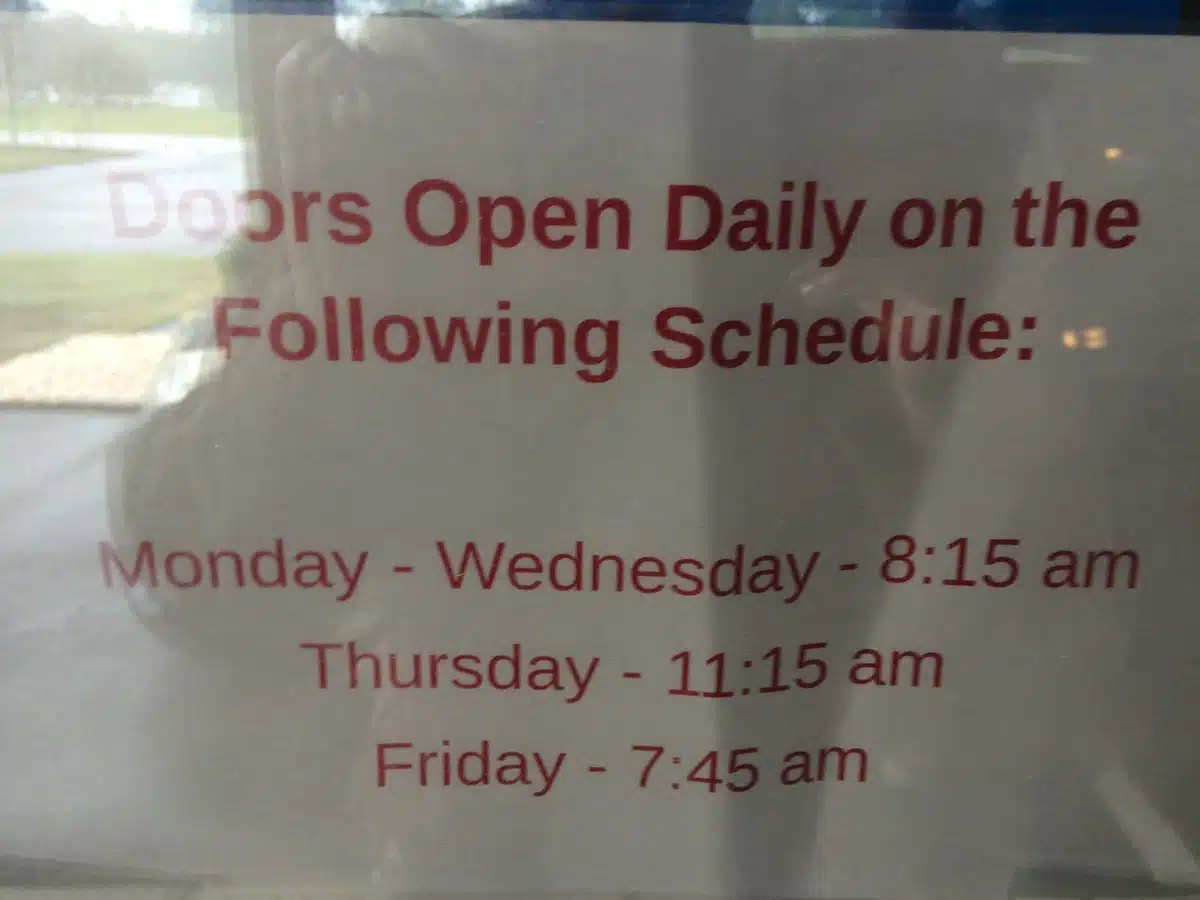 Doors Open Daily on the
Following Schedule:
Monday - Wednesday - 8:15 am
Thursday - 11:15 am
Friday - 7:45 am